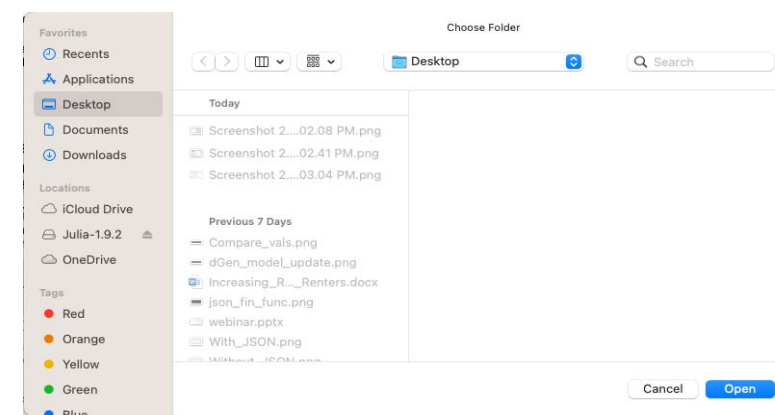 Choose Folder
Favorites
Recents
Applications
Desktop
Documents
Downloads
Locations
iCloud Drive
Julia-1.9.2
OneDrive
Tags
Red
Orange
Yellow
Green
Blue
Desktop
Search
Today
Screenshot 2....02.08 PM.png
Screenshot 2....02.41 PM.png
Screenshot 2....03.04 PM.png
Previous 7 Days
Compare_vals.png
dGen_model_update.png
Increasing_R..._Renters.docx
json_fin_func.png
webinar.pptx
With_JSON.png
Without_JSON.png
Cancel
Open